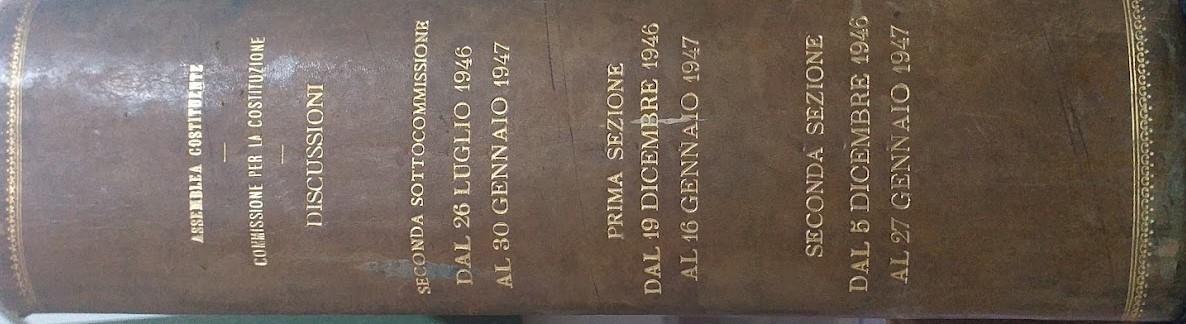 ASSEMBLEA COSTITUENTE
COMMISSIONE PER LA COSTITUZIONE
DISCUSSIONI
SECONDA SOTTOCOMMISSIONE
DAL 26 LUGLIO 1946
AL 30 GENNAIO 1947
PRIMA SEZIONE
DAL 19 DICEMBRE 1946
AL 16 GENNAIO 1947
SECONDA SEZIONE
DAL 5 DICEMBRE 1946
AL 27 GENNAIO 1947